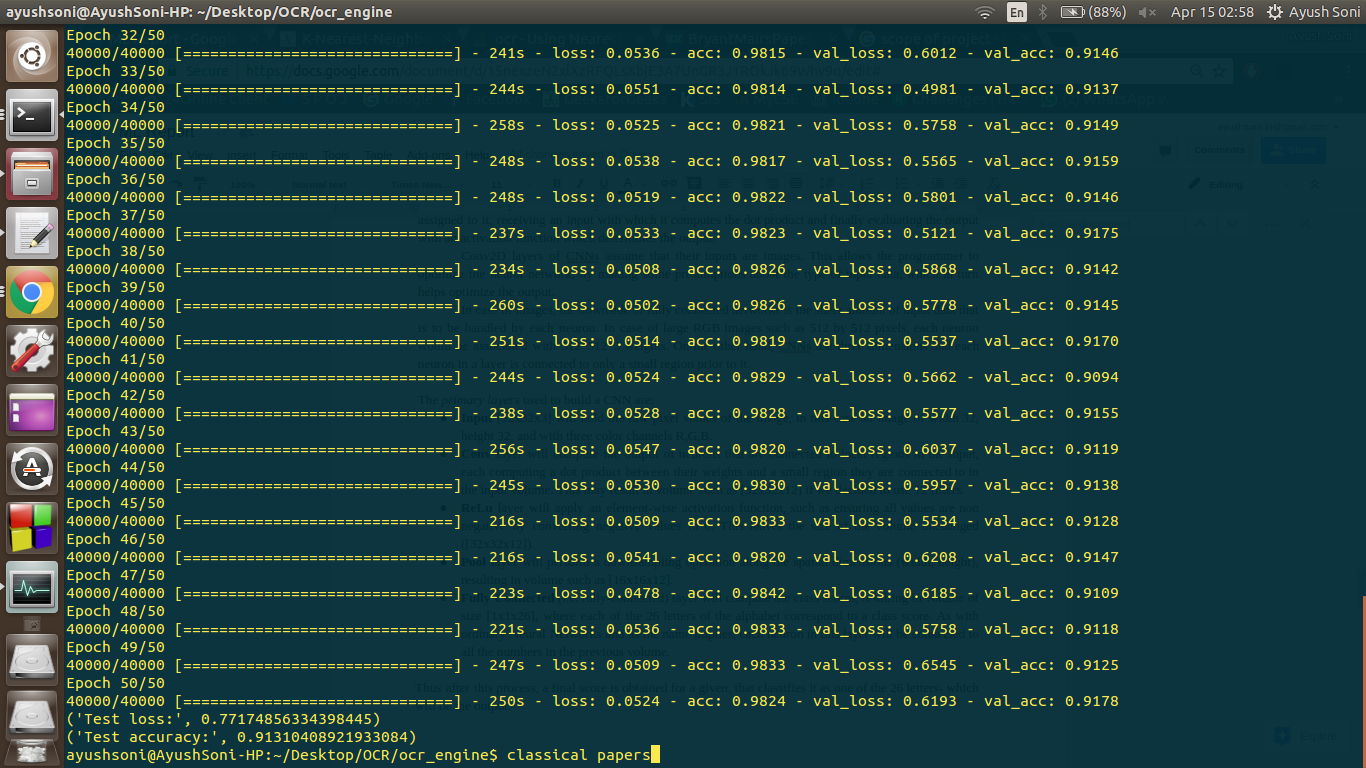 ayushsoni@AyushSoni-HP: ~/Desktop/OCR/ocr_engine En (88%) Apr 15 02:58 Ayush Soni
Epoch 32/50
40000/40000 [==============================] - 241s - loss: 0.0536 - acc: 0.9815 - val_loss: 0.6012 - val_acc: 0.9146
Epoch 33/50
40000/40000 [==============================] - 244s - loss: 0.0551 - acc: 0.9814 - val_loss: 0.4981 - val_acc: 0.9137
Epoch 34/50
40000/40000 [==============================] - 258s - loss: 0.0525 - acc: 0.9821 - val_loss: 0.5758 - val_acc: 0.9149
Epoch 35/50
40000/40000 [==============================] - 248s - loss: 0.0538 - acc: 0.9817 - val_loss: 0.5565 - val_acc: 0.9159
Epoch 36/50
40000/40000 [==============================] - 248s - loss: 0.0519 - acc: 0.9822 - val_loss: 0.5801 - val_acc: 0.9146
Epoch 37/50
40000/40000 [==============================] - 237s - loss: 0.0533 - acc: 0.9823 - val_loss: 0.5121 - val_acc: 0.9175
Epoch 38/50
40000/40000 [==============================] - 234s - loss: 0.0508 - acc: 0.9826 - val_loss: 0.5868 - val_acc: 0.9142
Epoch 39/50
40000/40000 [==============================] - 260s - loss: 0.0502 - acc: 0.9826 - val_loss: 0.5778 - val_acc: 0.9145
Epoch 40/50
40000/40000 [==============================] - 251s - loss: 0.0514 - acc: 0.9819 - val_loss: 0.5537 - val_acc: 0.9170
Epoch 41/50
40000/40000 [==============================] - 244s - loss: 0.0524 - acc: 0.9829 - val_loss: 0.5662 - val_acc: 0.9094
Epoch 42/50
40000/40000 [==============================] - 238s - loss: 0.0528 - acc: 0.9828 - val_loss: 0.5577 - val_acc: 0.9155
Epoch 43/50
40000/40000 [==============================] - 256s - loss: 0.0547 - acc: 0.9820 - val_loss: 0.6037 - val_acc: 0.9119
Epoch 44/50
40000/40000 [==============================] - 245s - loss: 0.0530 - acc: 0.9830 - val_loss: 0.5957 - val_acc: 0.9138
Epoch 45/50
40000/40000 [==============================] - 216s - loss: 0.0509 - acc: 0.9833 - val_loss: 0.5534 - val_acc: 0.9128
Epoch 46/50
40000/40000 [==============================] - 216s - loss: 0.0541 - acc: 0.9820 - val_loss: 0.6208 - val_acc: 0.9147
Epoch 47/50
40000/40000 [==============================] - 223s - loss: 0.0478 - acc: 0.9842 - val_loss: 0.6185 - val_acc: 0.9109
Epoch 48/50
40000/40000 [==============================] - 221s - loss: 0.0536 - acc: 0.9833 - val_loss: 0.5758 - val_acc: 0.9118
Epoch 49/50
40000/40000 [==============================] - 247s - loss: 0.0509 - acc: 0.9833 - val_loss: 0.6545 - val_acc: 0.9125
Epoch 50/50
40000/40000 [==============================] - 250s - loss: 0.0524 - acc: 0.9824 - val_loss: 0.6193 - val_acc: 0.9178
('Test loss:', 0.77174856334398445)
('Test accuracy:', 0.91310408921933084)
ayushsoni@AyushSoni-HP:~/Desktop/OCR/ocr_engine$ classical papers